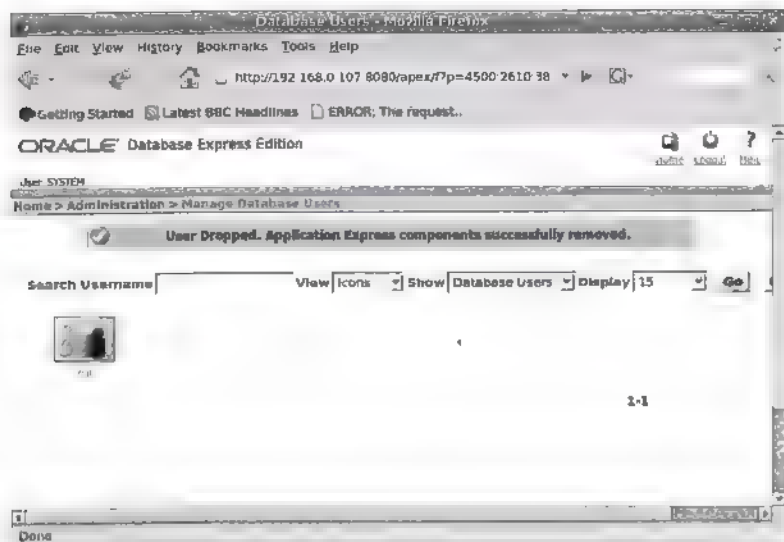 Database Users - Mozilla Firefox
File Edit View History Bookmarks Tools Help
http://192.168.0.107:8080/apex/f?p=4500:2610:38
Getting Started Latest BBC Headlines ERROR: The request...
ORACLE Database Express Edition
Home Logout Help
User SYSTEM
Home > Administration > Manage Database Users
User Dropped. Application Express components successfully removed.
Search Username View Icons Show Database Users Display 15 Go
1-1
Done